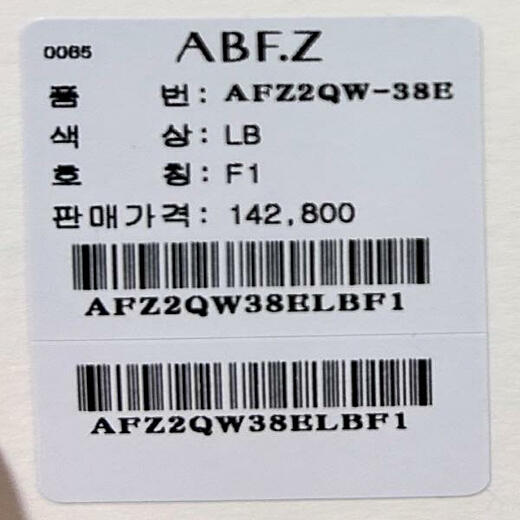 0065 ABF.Z
품 번: AFZ2QW-38E
색 상: LB
호 칭: F1
판매가격: 142,800
AFZ2QW38ELBF1
AFZ2QW38ELBF1